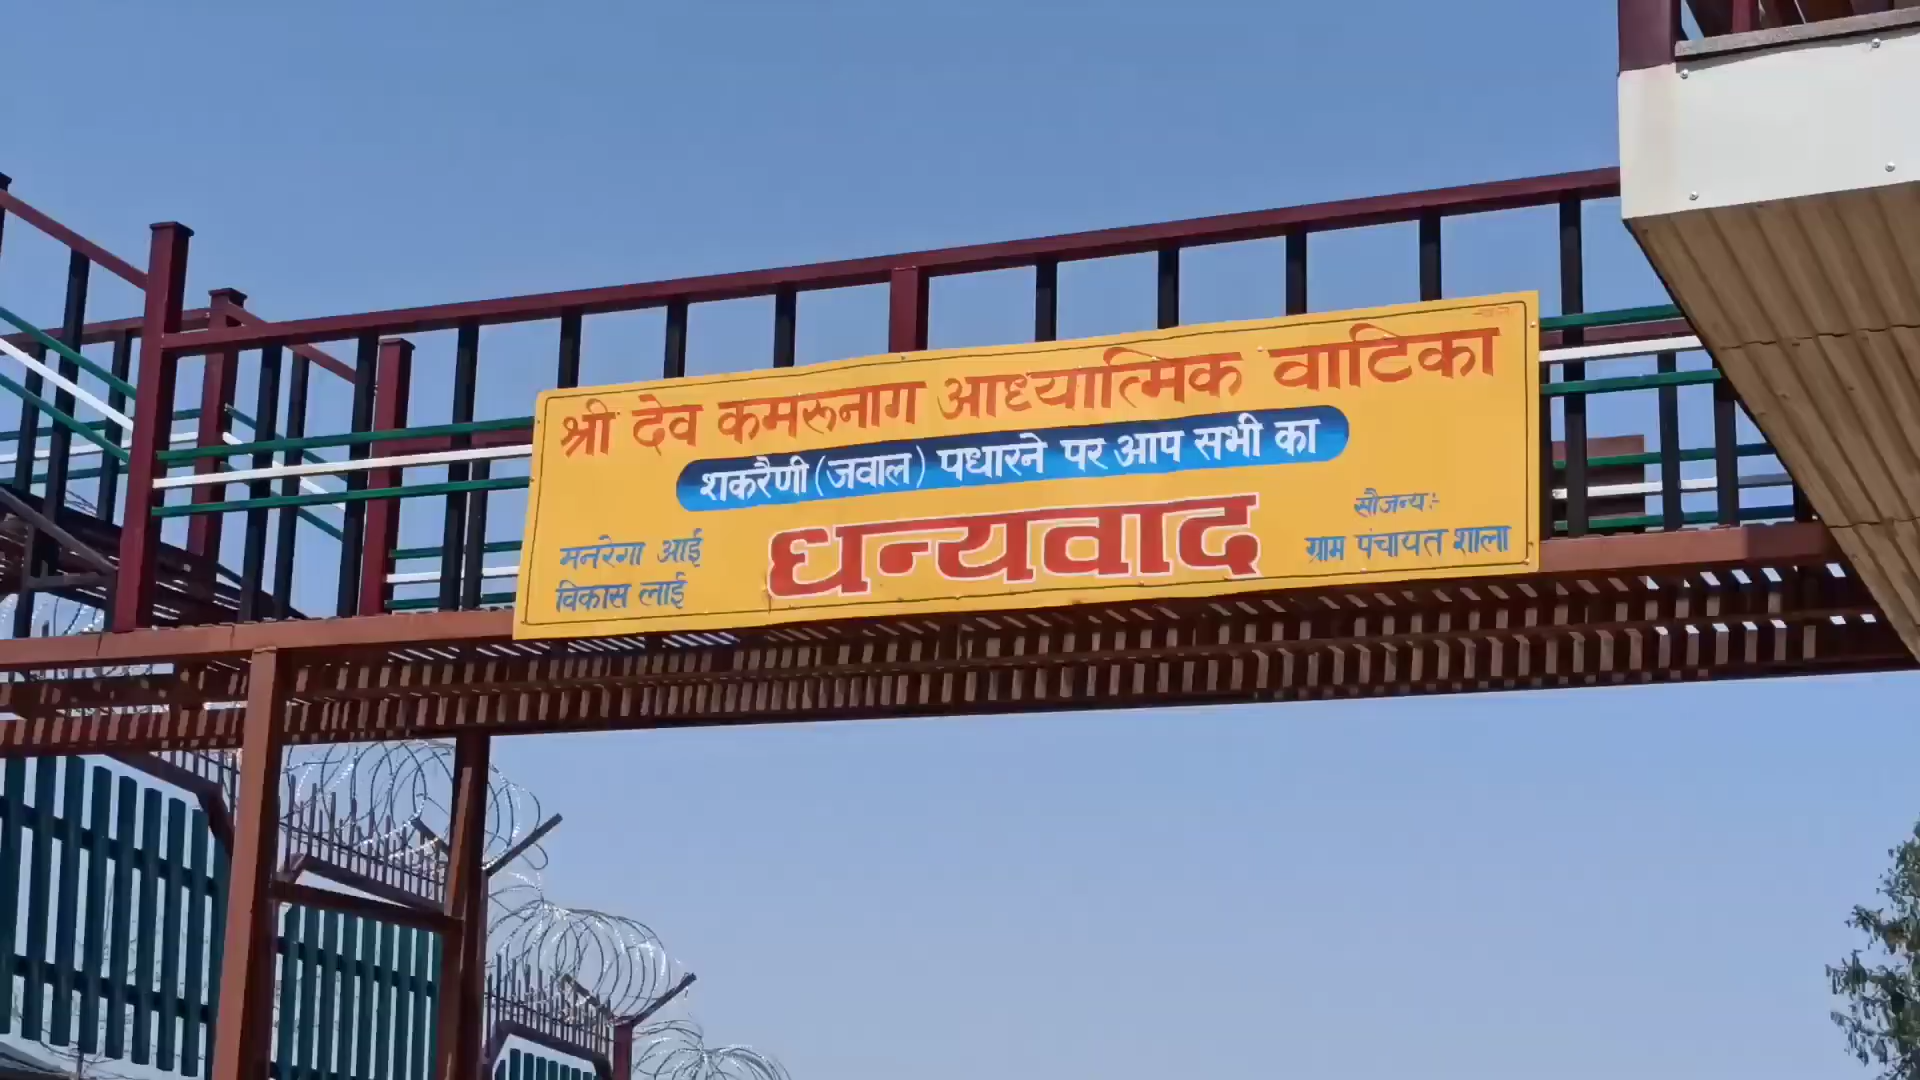 श्री देव कमरूनाग आध्यात्मिक वाटिका
शकरैणी (जवाल) पधारने पर आप सभी का
धन्यवाद
मनरेगा आई
विकास लाई
सौजन्य:-
ग्राम पंचायत शाला